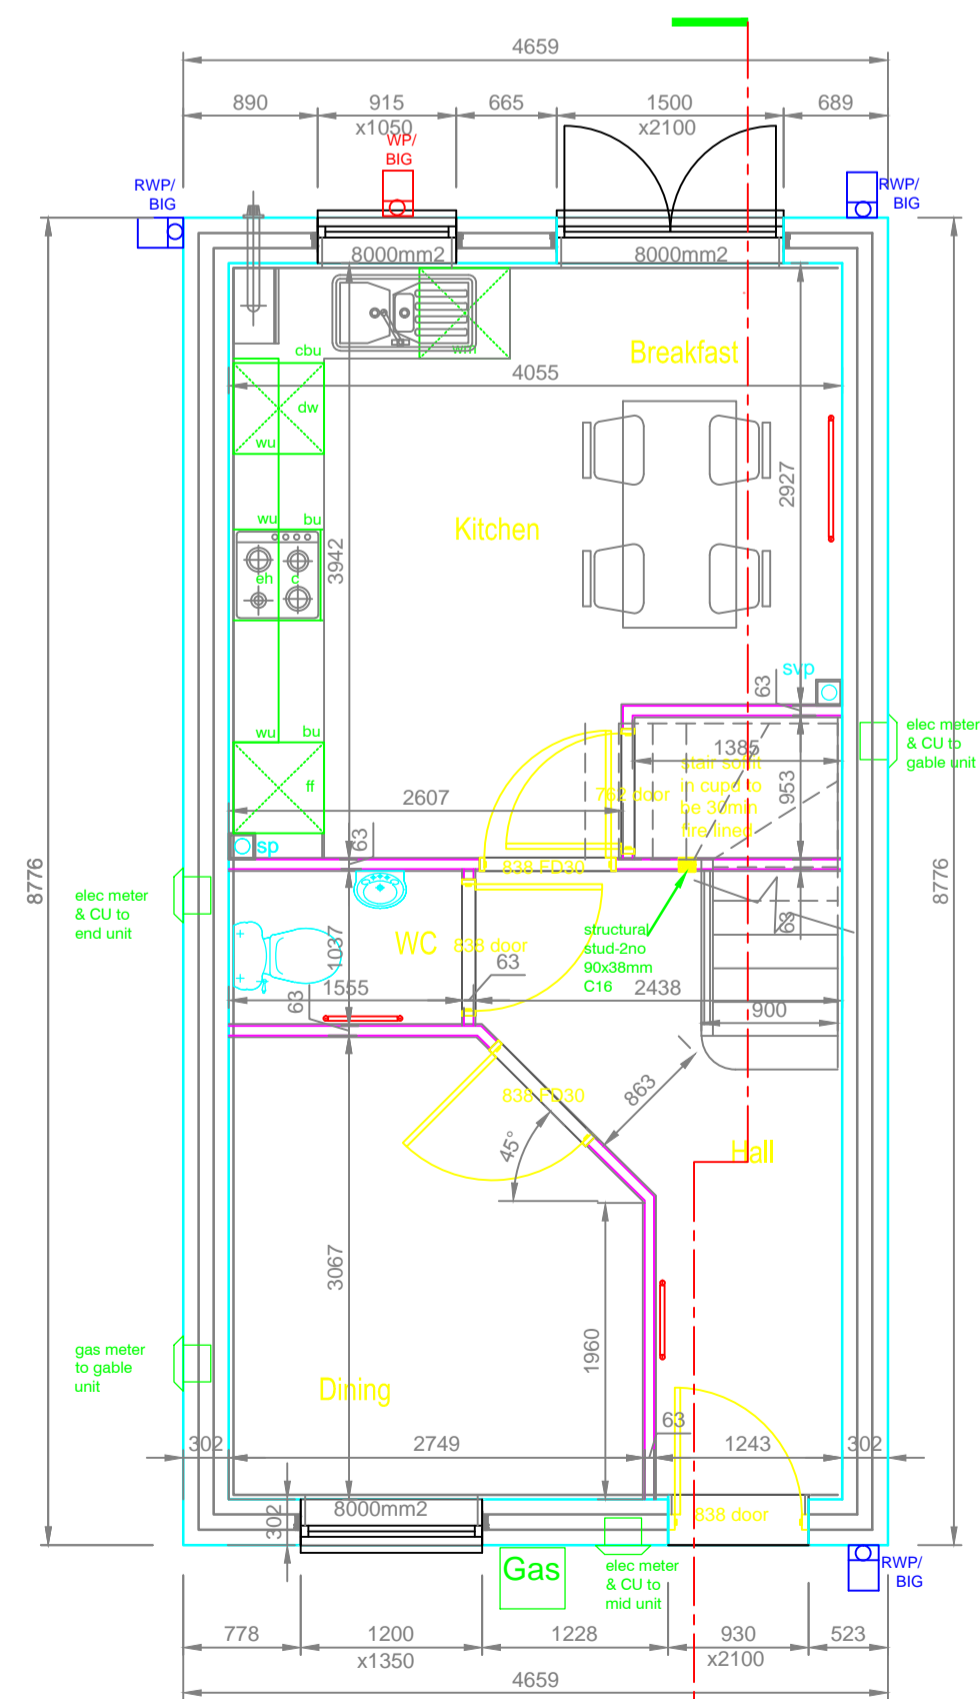 4659
890
915
x1050
665
1500
x2100
689
WP/
BIG
RWP/
BIG
RWP/
BIG
8000mm2
8000mm2
wm
cbu
Breakfast
4055
dw
wu
2927
wu
bu
Kitchen
3942
eh
c
svp
63
wu
bu
elec meter
& CU to
gable unit
1385
stair soffit
in cupd to
be 30min
fire lined
953
ff
2607
762 door
63
sp
838 FD30
8776
8776
elec meter
& CU to
end unit
WC
838 door
1037
structural
stud-2no
90x38mm
C16
63
63
1555
2438
63
900
838 FD30
863
45°
Hall
3067
1960
gas meter
to gable
unit
Dining
63
302
2749
1243
302
302
8000mm2
838 door
Gas
elec meter
& CU to
mid unit
RWP/
BIG
778
1200
x1350
1228
930
x2100
523
4659